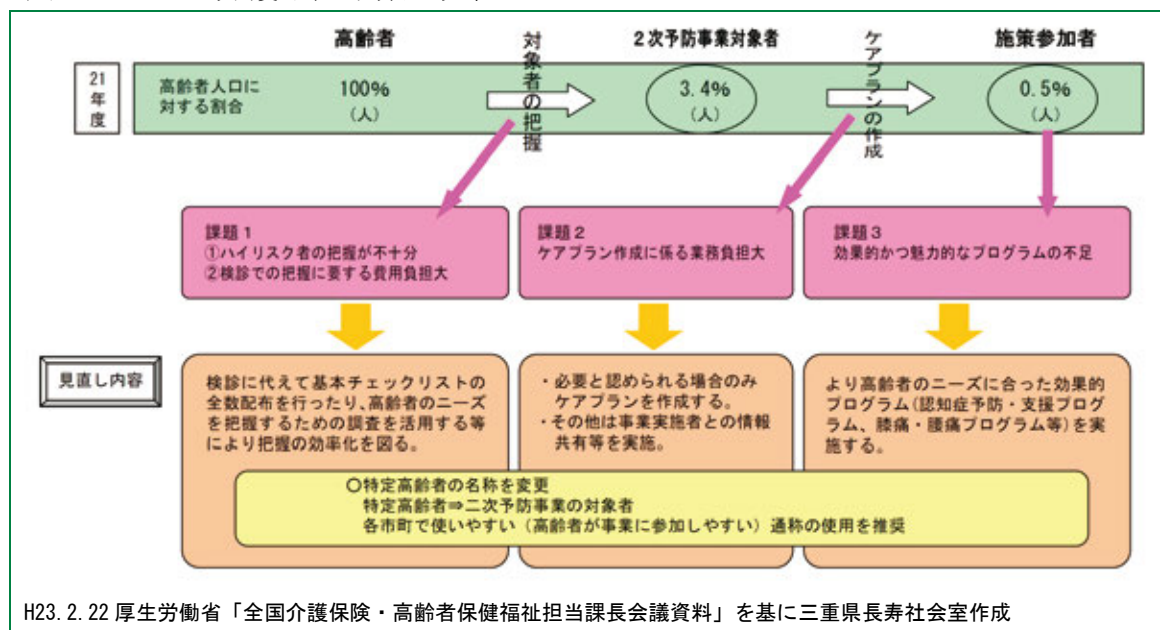 高齢者
対象者の把握
2次予防事業対象者
ケアプランの作成
施策参加者
21年度
高齢者人口に
対する割合
100%
(人)
3.4%
(人)
0.5%
(人)
課題1
①ハイリスク者の把握が不十分
②検診での把握に要する費用負担大
課題2
ケアプラン作成に係る業務負担大
課題3
効果的かつ魅力的なプログラムの不足
見直し内容
検診に代えて基本チェックリストの
全数配布を行ったり、高齢者のニーズ
を把握するための調査を活用する等
により把握の効率化を図る。
・必要と認められる場合のみ
ケアプランを作成する。
・その他は事業実施者との情報
共有等を実施。
より高齢者のニーズに合った効果的
プログラム(認知症予防・支援プログ
ラム、膝痛・腰痛プログラム等)を実
施する。
○特定高齢者の名称を変更
特定高齢者⇒二次予防事業の対象者
各市町で使いやすい(高齢者が事業に参加しやすい)通称の使用を推奨
H23.2.22 厚生労働省「全国介護保険・高齢者保健福祉担当課長会議資料」を基に三重県長寿社会室作成